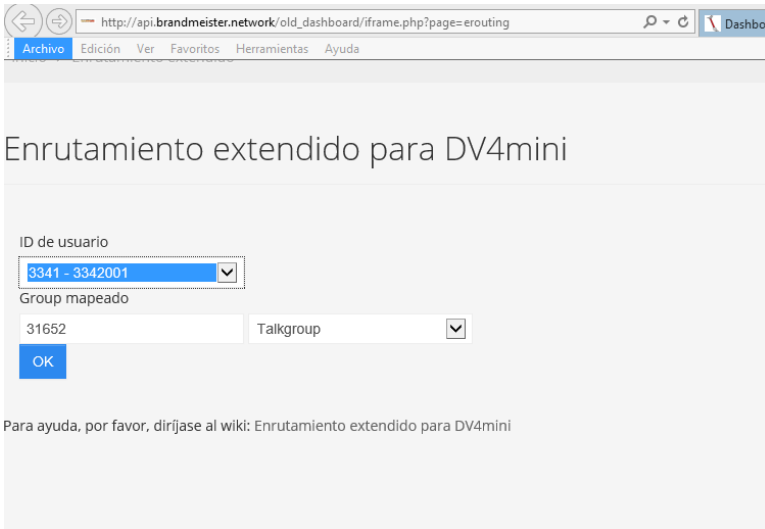 http://api.brandmeister.network/old_dashboard/iframe.php?page=erouting
Dashbo
Archivo Edición Ver Favoritos Herramientas Ayuda
Enrutamiento extendido para DV4mini
ID de usuario
3341 - 3342001
Group mapeado
31652 Talkgroup
OK
Para ayuda, por favor, diríjase al wiki: Enrutamiento extendido para DV4mini